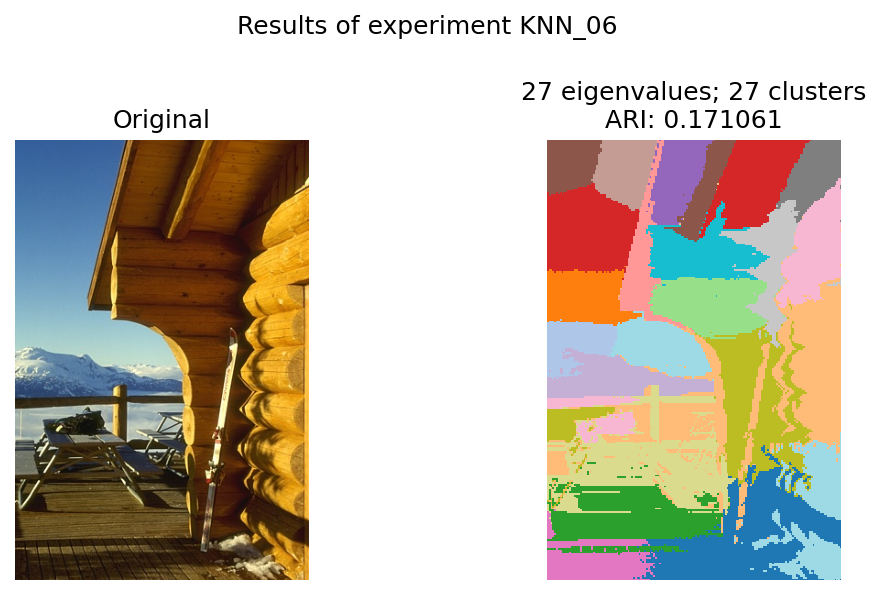 Results of experiment KNN_06
Original
27 eigenvalues; 27 clusters
ARI: 0.171061